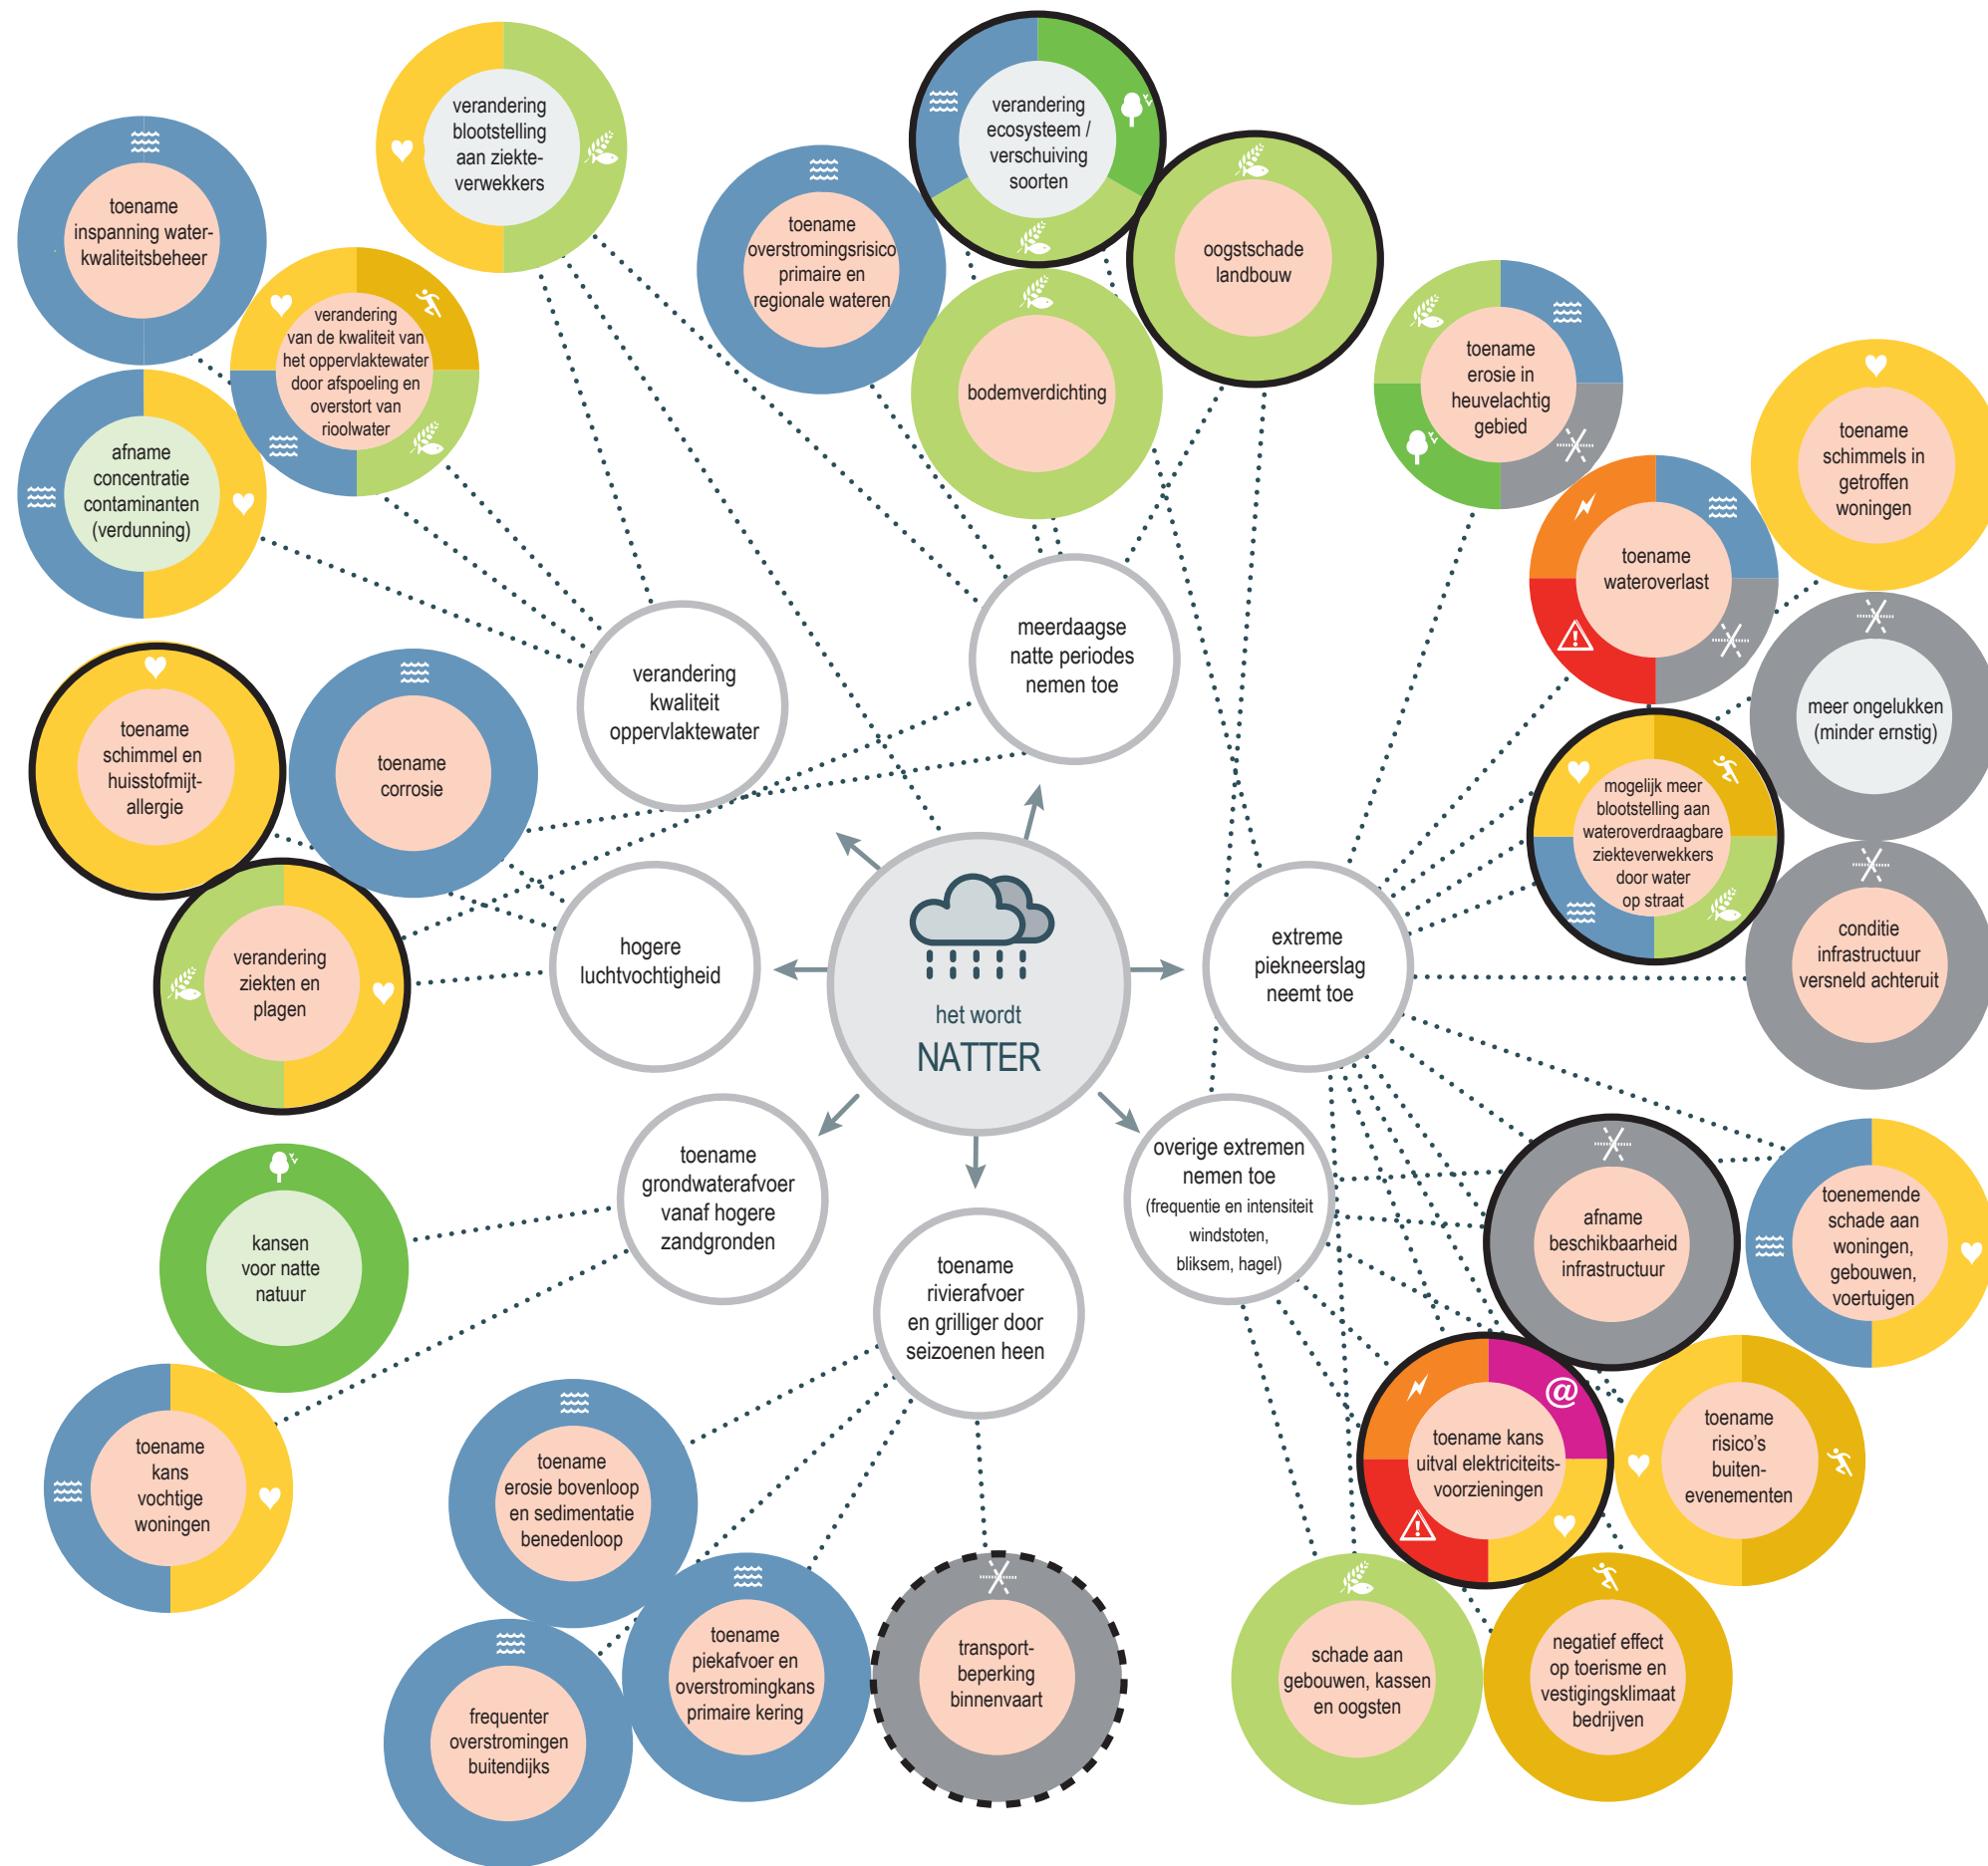 verandering
blootstelling
aan ziekte-
verwekkers
verandering
ecosysteem /
verschuiving
soorten
toename
inspanning water-
kwaliteitsbeheer
toename
overstromingsrisico
primaire en
regionale wateren
oogstschade
landbouw
verandering
van de kwaliteit van
het oppervlaktewater
door afspoeling en
overstort van
rioolwater
bodemverdichting
toename
erosie in
heuvelachtig
gebied
toename
schimmels in
getroffen
woningen
afname
concentratie
contaminanten
(verdunning)
toename
wateroverlast
verandering
kwaliteit
oppervlaktewater
meerdaagse
natte periodes
nemen toe
meer ongelukken
(minder ernstig)
toename
schimmel en
huisstofmijt-
allergie
toename
corrosie
mogelijk meer
blootstelling aan
wateroverdraagbare
ziekteverwekkers
door water
op straat
verandering
ziekten en
plagen
hogere
luchtvochtigheid
het wordt
NATTER
extreme
piekneerslag
neemt toe
conditie
infrastructuur
versneld achteruit
kansen
voor natte
natuur
toename
grondwaterafvoer
vanaf hogere
zandgronden
toename
rivierafvoer
en grilliger door
seizoenen heen
overige extremen
nemen toe
(frequentie en intensiteit
windstoten,
bliksem, hagel)
afname
beschikbaarheid
infrastructuur
toenemende
schade aan
woningen,
gebouwen,
voertuigen
toename
kans
vochtige
woningen
toename
erosie bovenloop
en sedimentatie
benedenloop
@
toename kans
uitval elektriciteits-
voorzieningen
toename
risico's
buiten-
evenementen
frequenter
overstromingen
buitendijks
toename
piekafvoer en
overstromingkans
primaire kering
transport-
beperking
binnenvaart
schade aan
gebouwen, kassen
en oogsten
negatief effect
op toerisme en
vestigingsklimaat
bedrijven